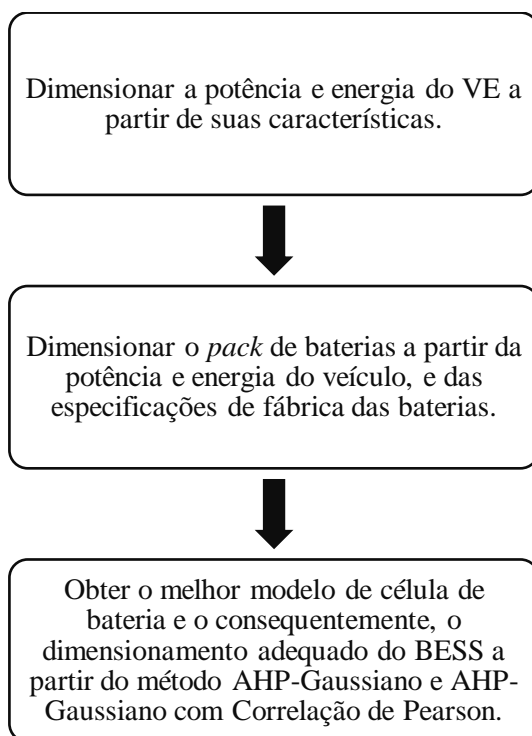 Dimensionar a potência e energia do VE a
partir de suas características.
Dimensionar o pack de baterias a partir da
potência e energia do veículo, e das
especificações de fábrica das baterias.
Obter o melhor modelo de célula de
bateria e o consequentemente, o
dimensionamento adequado do BESS a
partir do método AHP-Gaussiano e AHP-
Gaussiano com Correlação de Pearson.